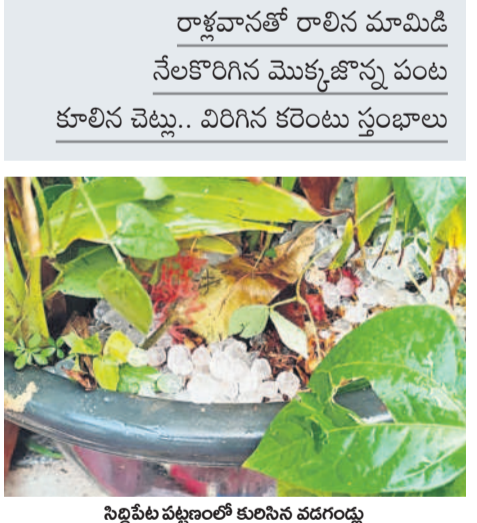 రాళ్లవానతో రాలిన మామిడి
నేలకొరిగిన మొక్కజొన్న పంట
కూలిన చెట్లు.. విరిగిన కరెంటు స్తంభాలు
సిద్దిపేట పట్టణంలో కురిసిన వడగండ్లు